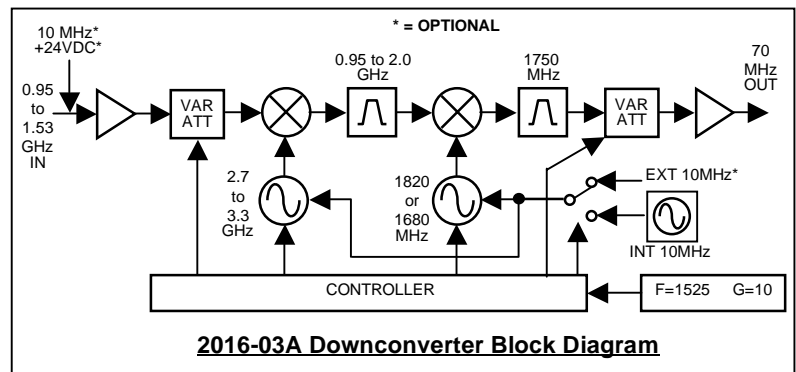 * = OPTIONAL
10 MHz*
+24VDC*
0.95
to
1.53
GHz
IN
VAR
ATT
0.95 to 2.0
GHz
1750
MHz
VAR
ATT
70
MHz
OUT
2.7
to
3.3
GHz
1820
or
1680
MHz
EXT 10MHz*
INT 10MHz
CONTROLLER
F=1525 G=10
2016-03A Downconverter Block Diagram